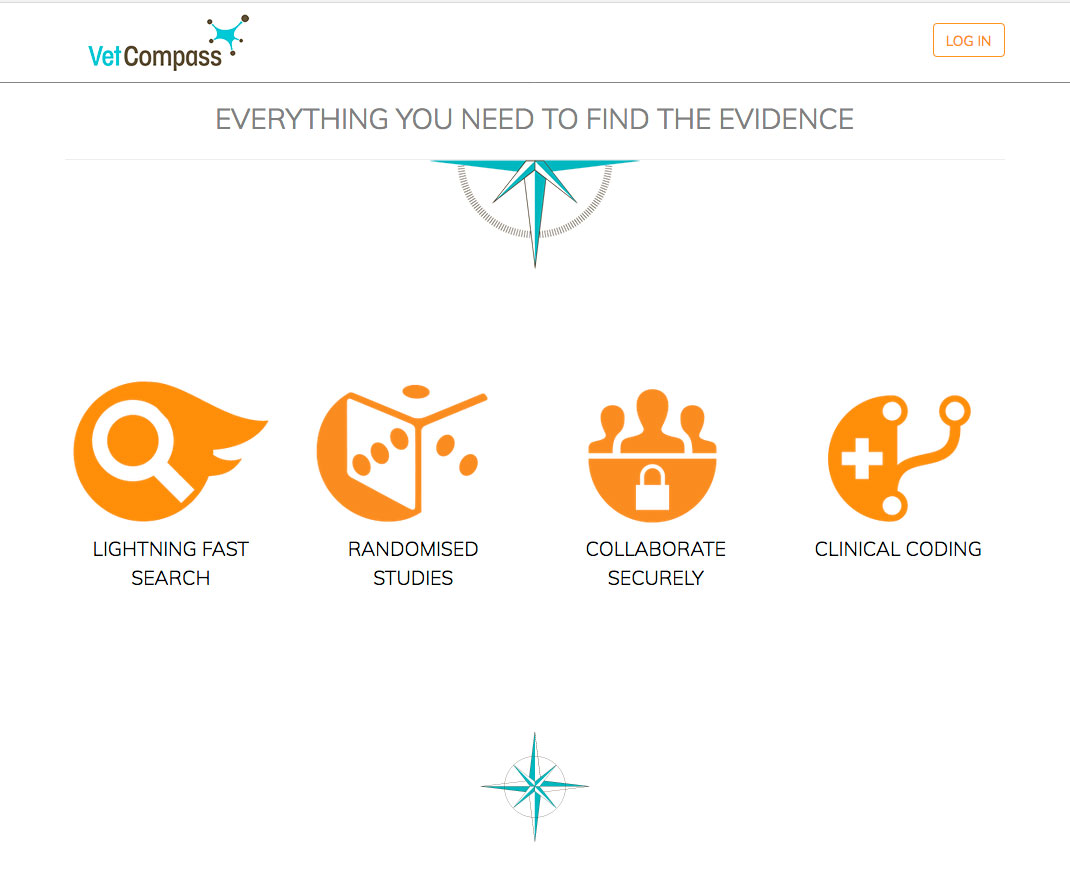 VetCompass
LOG IN
EVERYTHING YOU NEED TO FIND THE EVIDENCE
LIGHTNING FAST
SEARCH
RANDOMISED
STUDIES
COLLABORATE
SECURELY
CLINICAL CODING